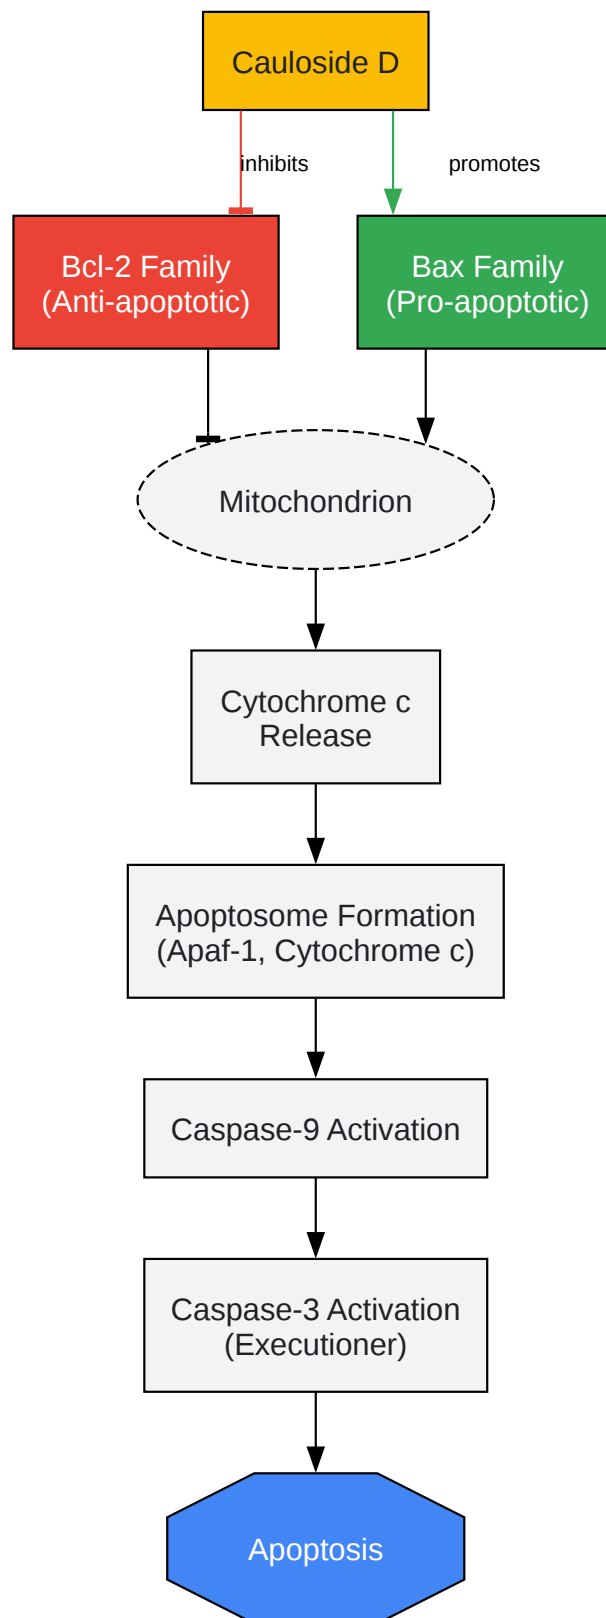 Cauloside D
inhibits
promotes
Bcl-2 Family
(Anti-apoptotic)
Bax Family
(Pro-apoptotic)
Mitochondrion
Cytochrome c
Release
Apoptosome Formation
(Apaf-1, Cytochrome c)
Caspase-9 Activation
Caspase-3 Activation
(Executioner)
Apoptosis